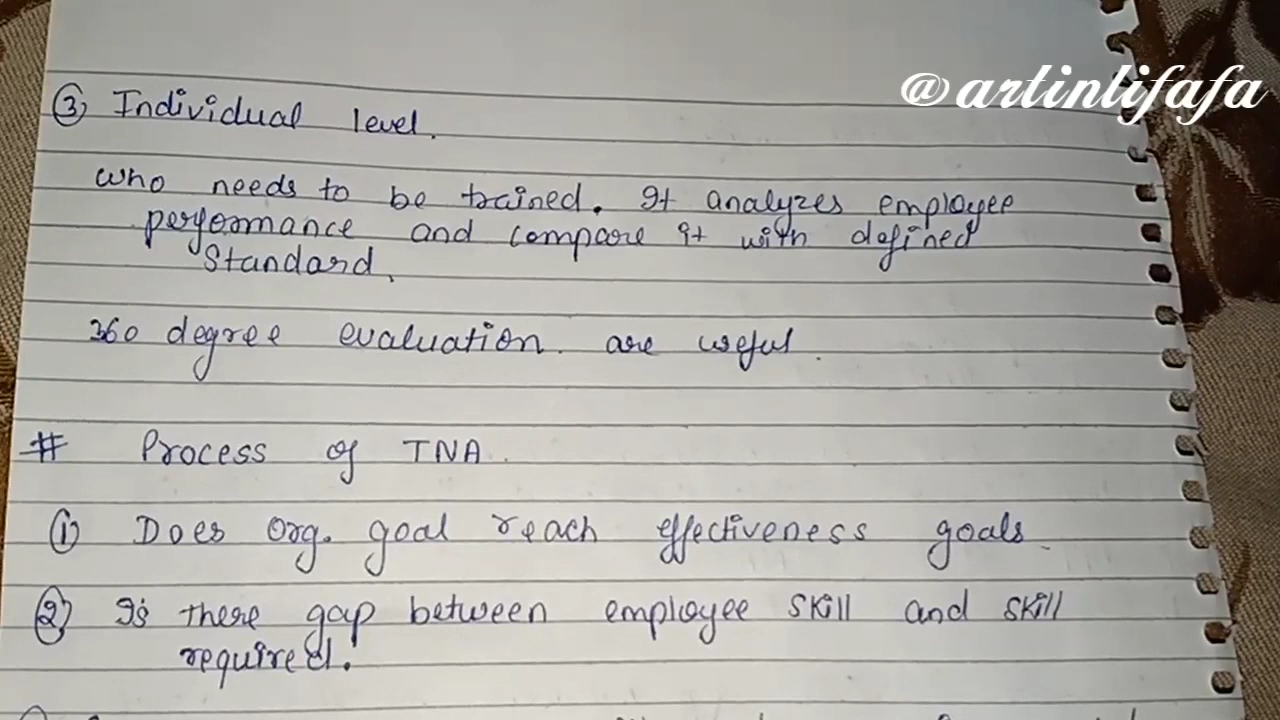 @artinlifafa
③ Individual level.
who needs to be trained. It analyzes employee
performance and compare it with defined
Standard.
360 degree evaluation. are useful.
# Process of TNA.
① Does Org. goal reach effectiveness goals.
② Is there gap between employee skill and skill
required.